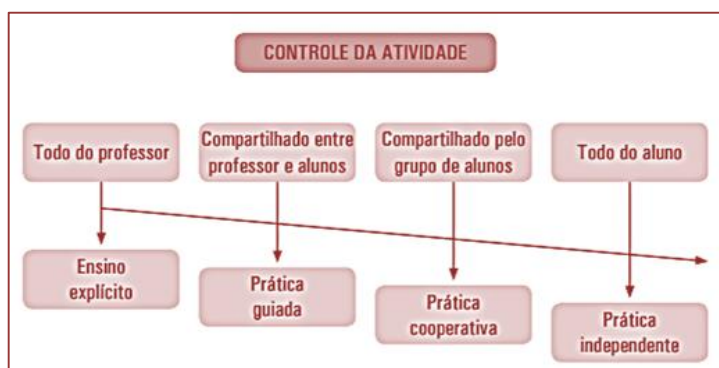 CONTROLE DA ATIVIDADE
Todo do professor
Compartilhado entre
professor e alunos
Compartilhado pelo
grupo de alunos
Todo do aluno
Ensino
explícito
Prática
guiada
Prática
cooperativa
Prática
independente